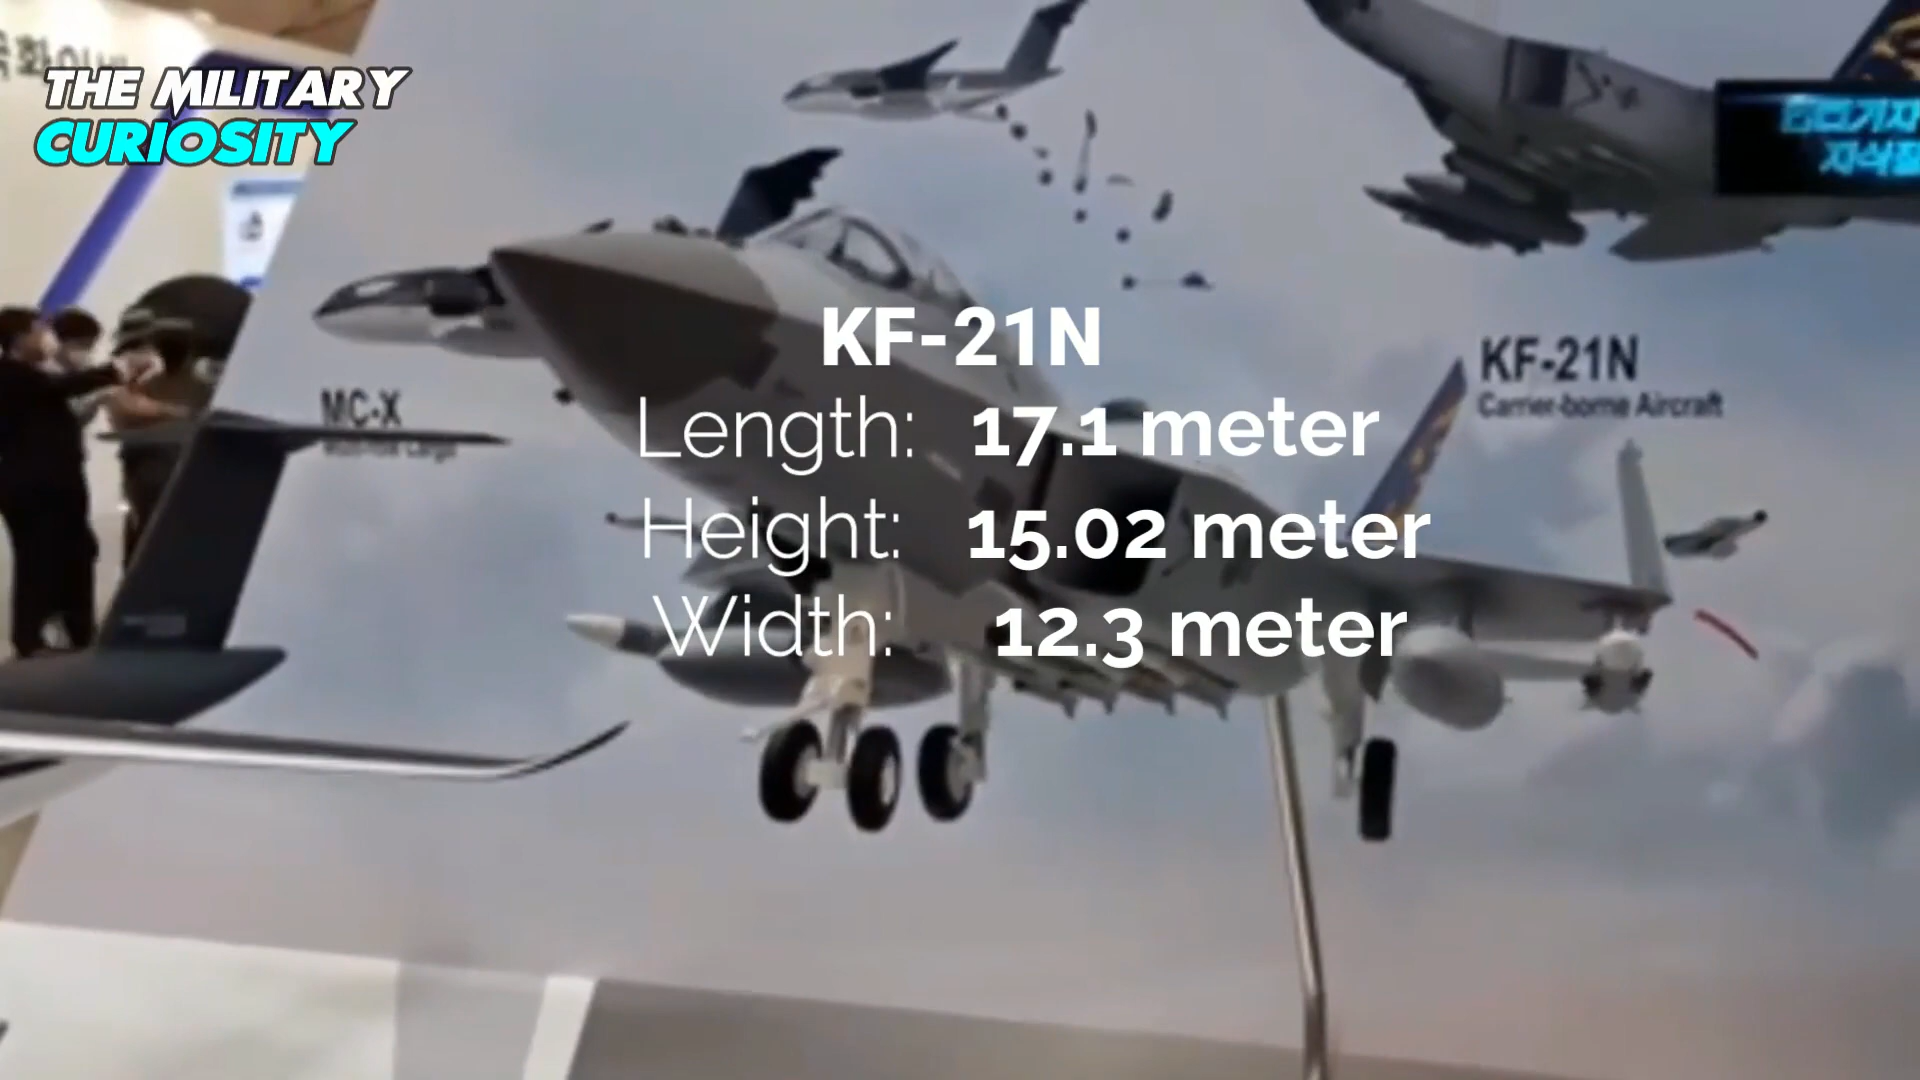 THE MILITARY
CURIOSITY
KF-21N
Length: 17.1 meter
Height: 15.02 meter
Width: 12.3 meter
KF-21N
Carrier-borne Aircraft
MC-X